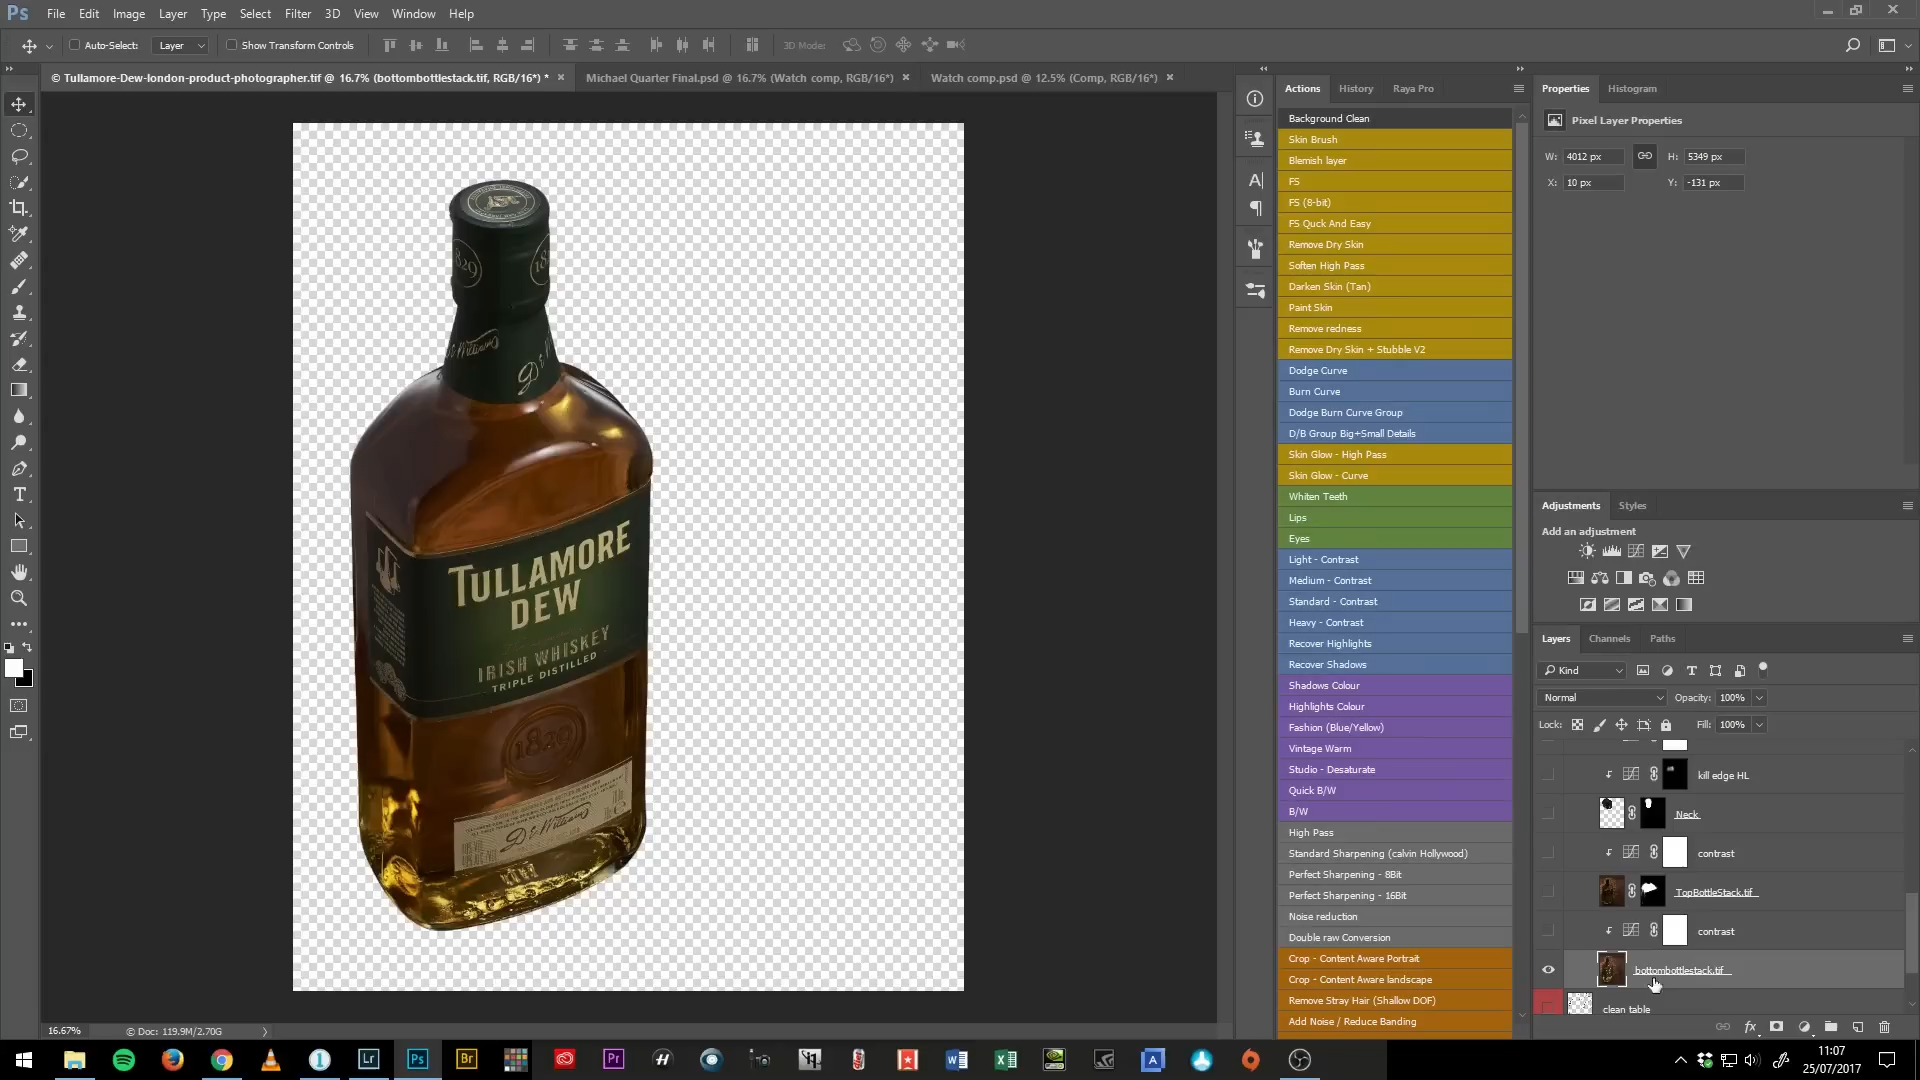 Ps File Edit Image Layer Type Select Filter 3D View Window Help
Auto-Select: Layer Show Transform Controls 3D Mode:
© Tullamore-Dew-london-product-photographer.tif @ 16.7% (bottombottlestack.tif, RGB/16*) * × Michael Quarter Final.psd @ 16.7% (Watch comp, RGB/16*) × Watch comp.psd @ 12.5% (Comp, RGB/16*) ×
Actions History Raya Pro
Background Clean
Skin Brush
Blemish layer
FS
FS (8-bit)
FS Quck And Easy
Remove Dry Skin
Soften High Pass
Darken Skin (Tan)
Paint Skin
Remove redness
Remove Dry Skin + Stubble V2
Dodge Curve
Burn Curve
Dodge Burn Curve Group
D/B Group Big+Small Details
Skin Glow - High Pass
Skin Glow - Curve
Whiten Teeth
Lips
Eyes
Light - Contrast
Medium - Contrast
Standard - Contrast
Heavy - Contrast
Recover Highlights
Recover Shadows
Shadows Colour
Highlights Colour
Fashion (Blue/Yellow)
Vintage Warm
Studio - Desaturate
Quick B/W
B/W
High Pass
Standard Sharpening (calvin Hollywood)
Perfect Sharpening - 8Bit
Perfect Sharpening - 16Bit
Noise reduction
Double raw Conversion
Crop - Content Aware Portrait
Crop - Content Aware landscape
Remove Stray Hair (Shallow DOF)
Add Noise / Reduce Banding
Properties Histogram
Pixel Layer Properties
W: 4012 px H: 5349 px
X: 10 px Y: -131 px
Adjustments Styles
Add an adjustment
Layers Channels Paths
Kind
Normal Opacity: 100%
Lock: Fill: 100%
kill edge HL
Neck
contrast
TopBottleStack.tif
contrast
bottombottlestack.tif
clean table
1829
TULLAMORE
DEW
IRISH WHISKEY
TRIPLE DISTILLED
1829
16.67% © Doc: 119.9M/2.70G
Lr Ps Br Pr
11:07
25/07/2017